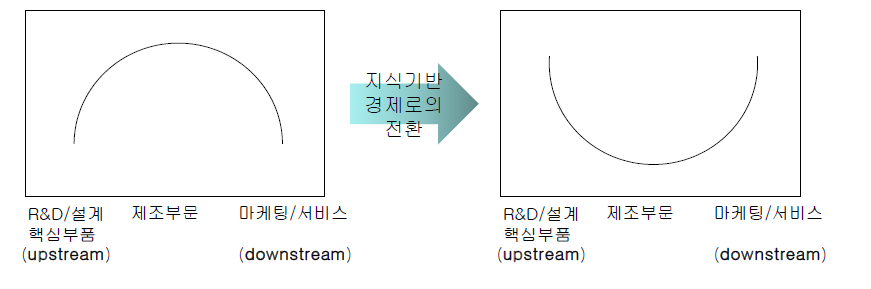 지식기반
경제로의
전환
R&D/설계 제조부문 마케팅/서비스
핵심부품
(upstream) (downstream)
R&D/설계 제조부문 마케팅/서비스
핵심부품
(upstream) (downstream)